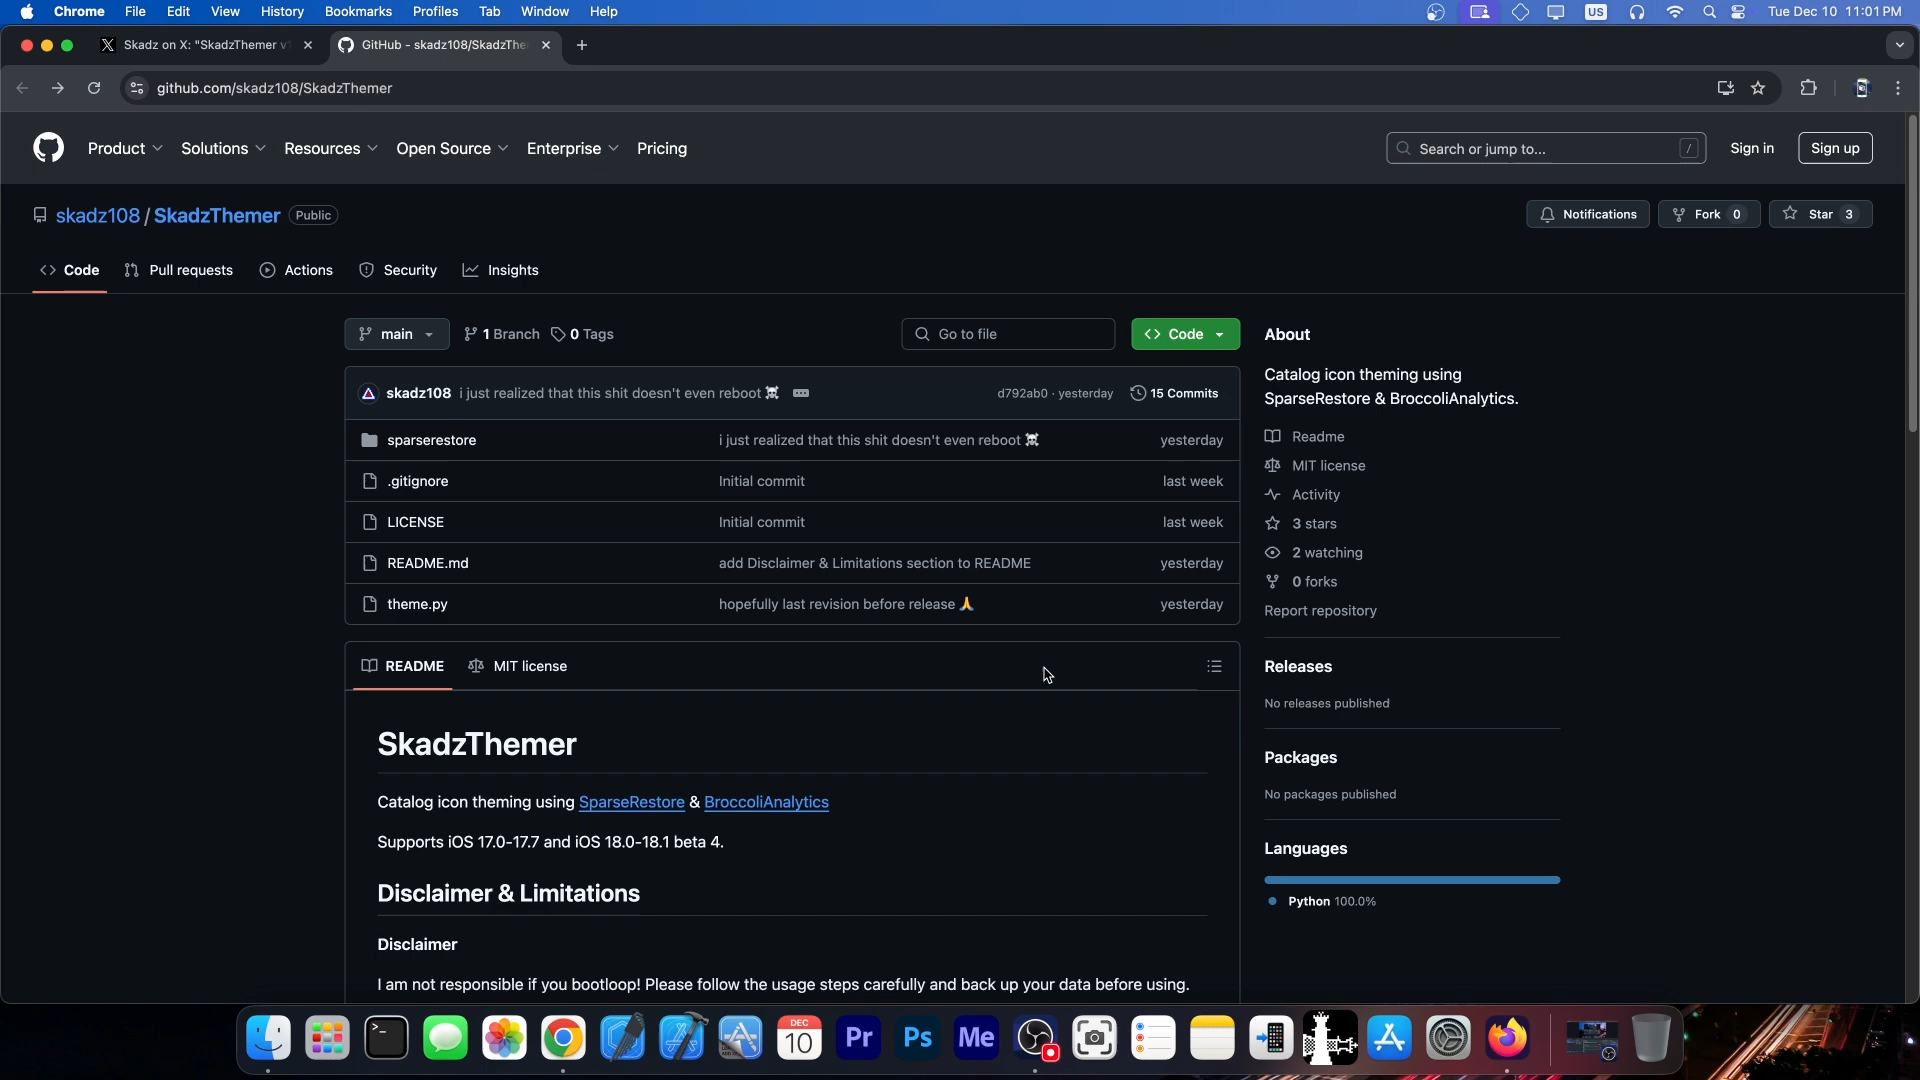 Chrome File Edit View History Bookmarks Profiles Tab Window Help US Tue Dec 10 11:01 PM
Skadz on X: "SkadzThemer v GitHub - skadz108/SkadzThe
github.com/skadz108/SkadzThemer
Product Solutions Resources Open Source Enterprise Pricing Search or jump to... / Sign in Sign up
skadz108 / SkadzThemer Public Notifications Fork 0 Star 3
Code Pull requests Actions Security Insights
main 1 Branch 0 Tags Go to file Code
skadz108 i just realized that this shit doesn't even reboot ☠️ d792ab0 · yesterday 15 Commits
sparserestore i just realized that this shit doesn't even reboot ☠️ yesterday
.gitignore Initial commit last week
LICENSE Initial commit last week
README.md add Disclaimer & Limitations section to README yesterday
theme.py hopefully last revision before release 🙏 yesterday
README MIT license
SkadzThemer
Catalog icon theming using SparseRestore & BroccoliAnalytics
Supports iOS 17.0-17.7 and iOS 18.0-18.1 beta 4.
Disclaimer & Limitations
Disclaimer
I am not responsible if you bootloop! Please follow the usage steps carefully and back up your data before using.
About
Catalog icon theming using
SparseRestore & BroccoliAnalytics.
Readme
MIT license
Activity
3 stars
2 watching
0 forks
Report repository
Releases
No releases published
Packages
No packages published
Languages
Python 100.0%
DEC
10
Pr
Ps
Me